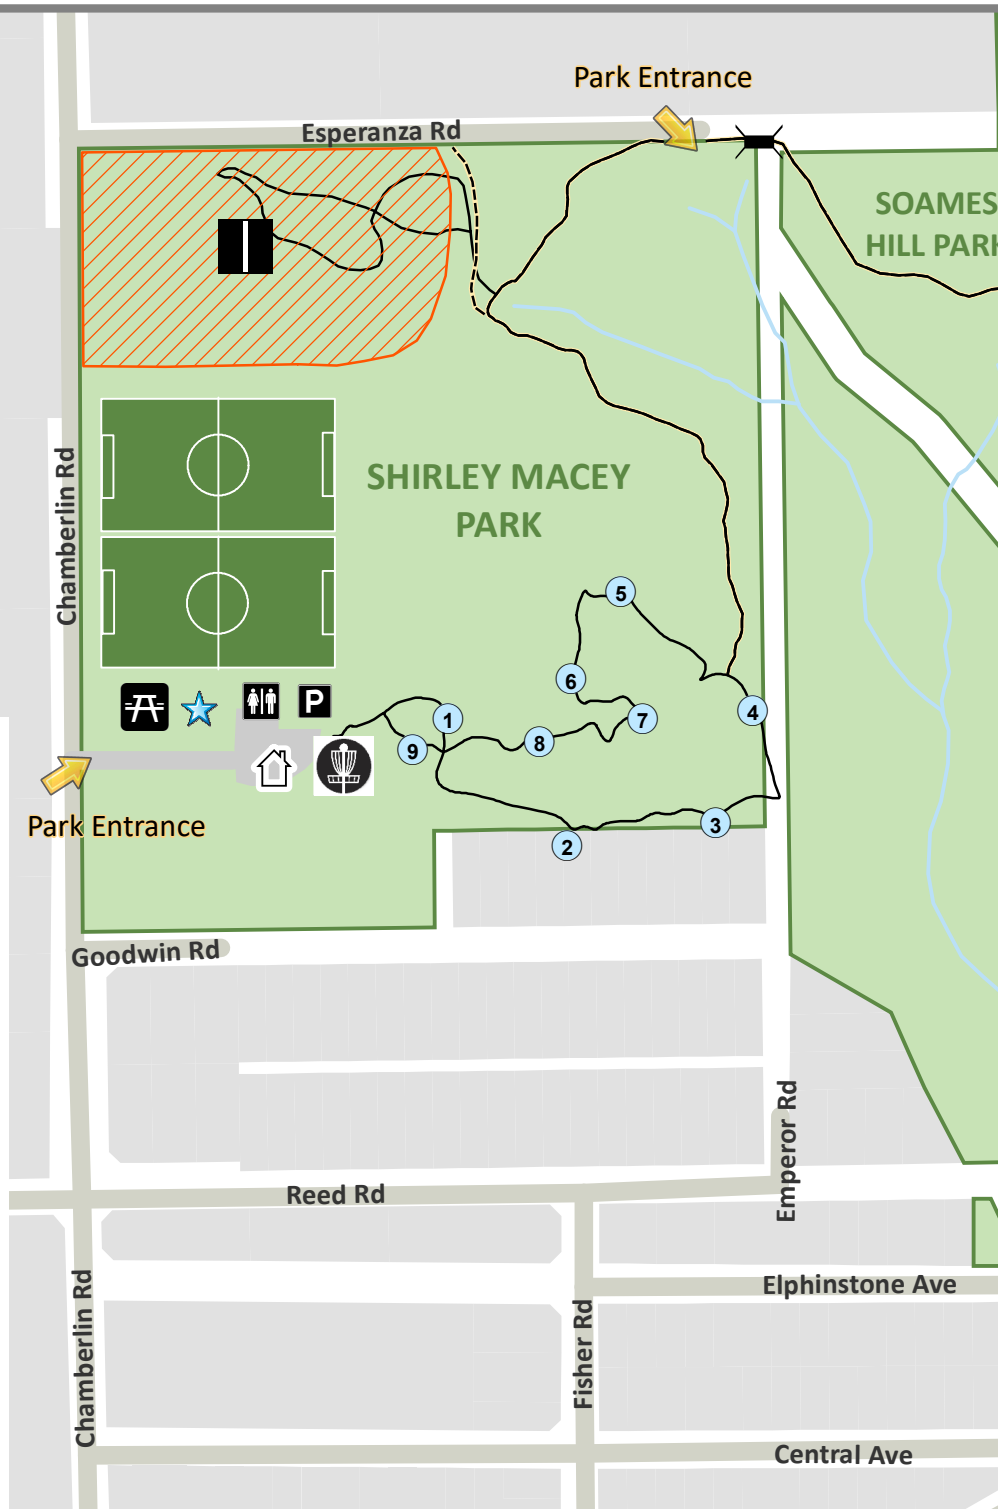 Park Entrance
Esperanza Rd
SOAMES
HILL PARK
Chamberlin Rd
SHIRLEY MACEY
PARK
5
6
P
1
7
4
9
8
3
2
Park Entrance
Goodwin Rd
Emperor Rd
Reed Rd
Chamberlin Rd
Elphinstone Ave
Fisher Rd
Central Ave